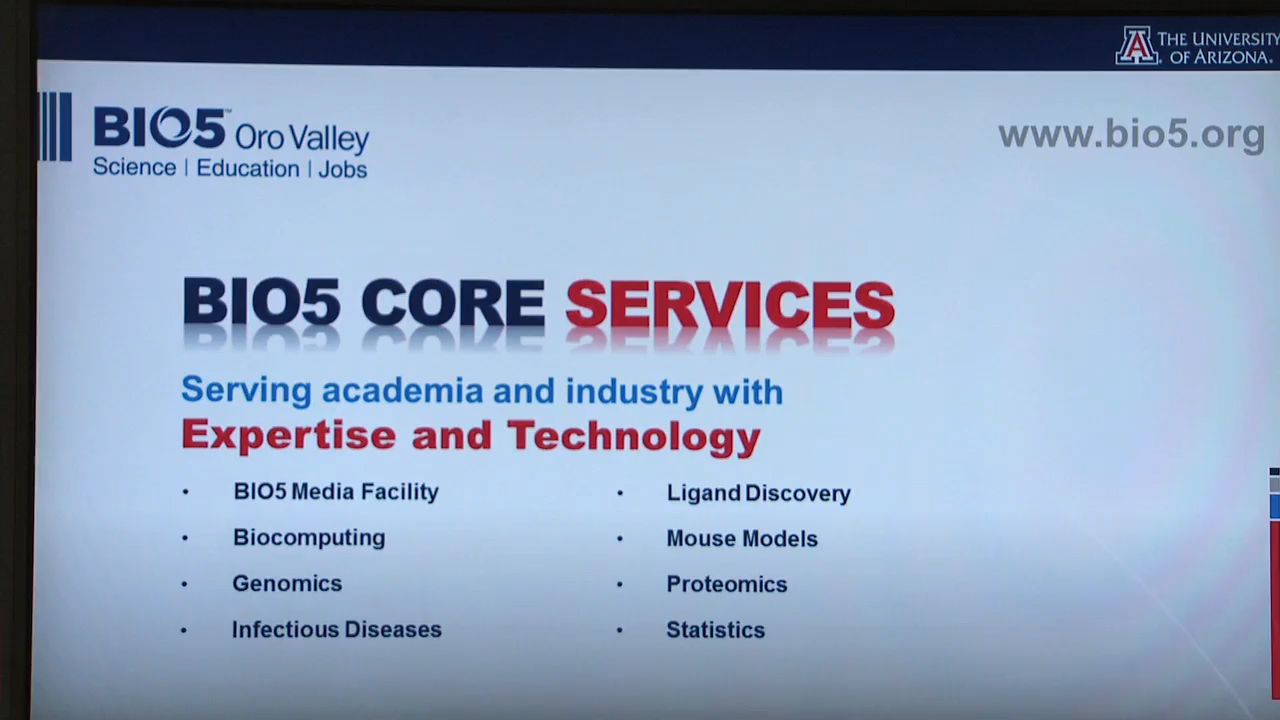 THE UNIVERSITY
OF ARIZONA.
BIO5™ Oro Valley
Science | Education | Jobs
www.bio5.org
BIO5 CORE SERVICES
Serving academia and industry with
Expertise and Technology
• BIO5 Media Facility
• Biocomputing
• Genomics
• Infectious Diseases
• Ligand Discovery
• Mouse Models
• Proteomics
• Statistics